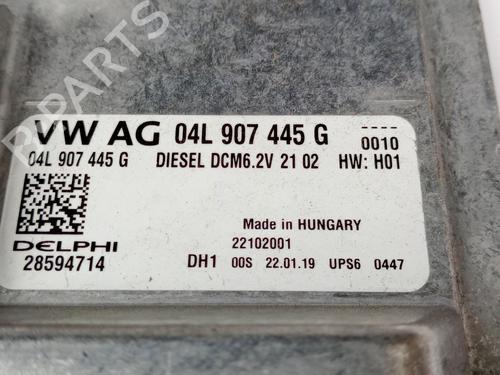 VW AG 04L 907 445 G 0010
04L 907 445 G DIESEL DCM6.2V 21 02 HW: H01
Made in HUNGARY
DELPHI 22102001
28594714 DH1 00S 22.01.19 UPS6 0447